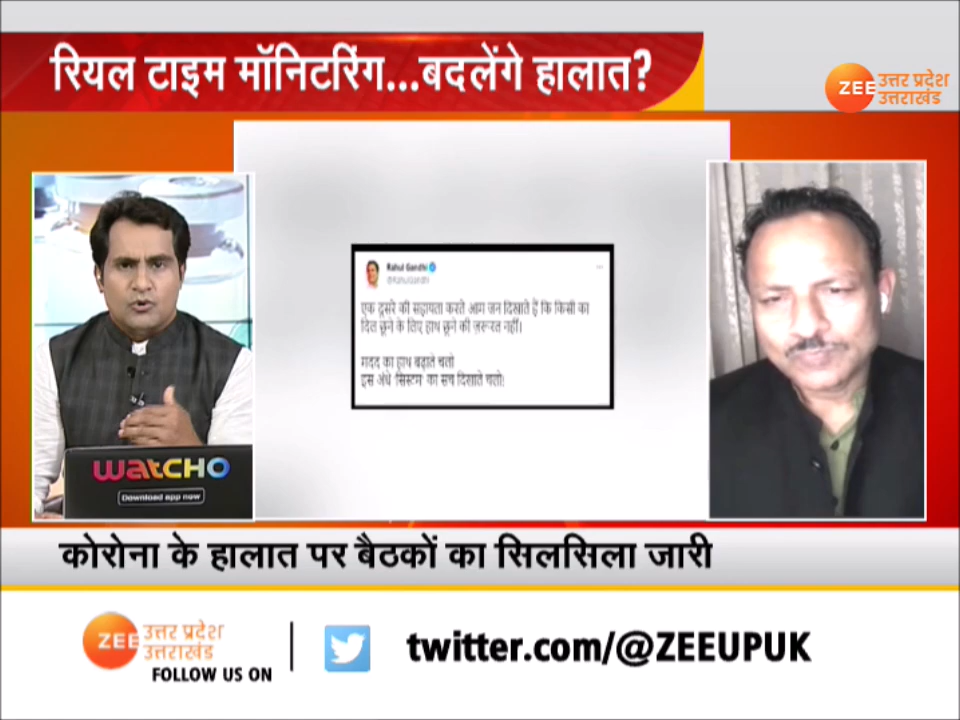 रियल टाइम मॉनिटरिंग...बदलेंगे हालात?
ZEE उत्तर प्रदेश
उत्तराखंड
Rahul Gandhi
@RahulGandhi
एक दुसरे की सहायता करते आम जन दिखाते हैं कि किसी का
दिल छूने के लिए हाथ छूने की ज़रूरत नहीं।
मदद का हाथ बढ़ाते चलो
इस अंधे 'सिस्टम' का सच दिखाते चलो!
WATCHO
Download app now
कोरोना के हालात पर बैठकों का सिलसिला जारी
ZEE उत्तर प्रदेश
उत्तराखंड
FOLLOW US ON
twitter.com/@ZEEUPUK